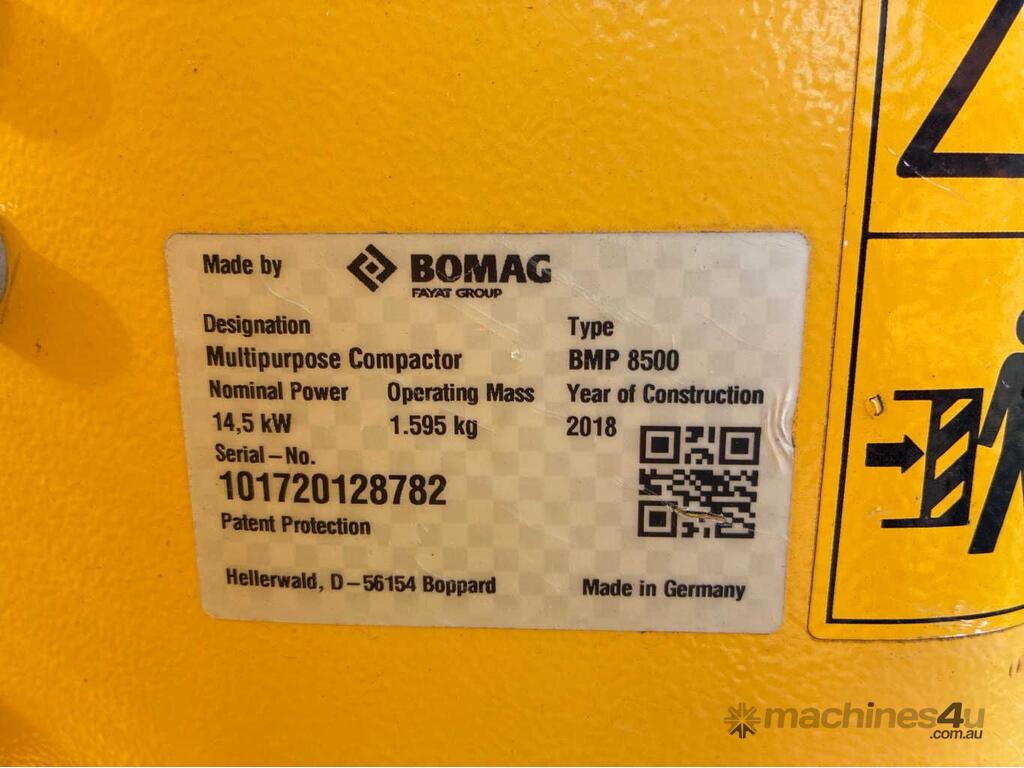 Made by BOMAG
FAYAT GROUP
Designation Type
Multipurpose Compactor BMP 8500
Nominal Power Operating Mass Year of Construction
14,5 kW 1.595 kg 2018
Serial-No.
101720128782
Patent Protection
Hellerwald, D-56154 Boppard Made in Germany
machines4u
.com.au